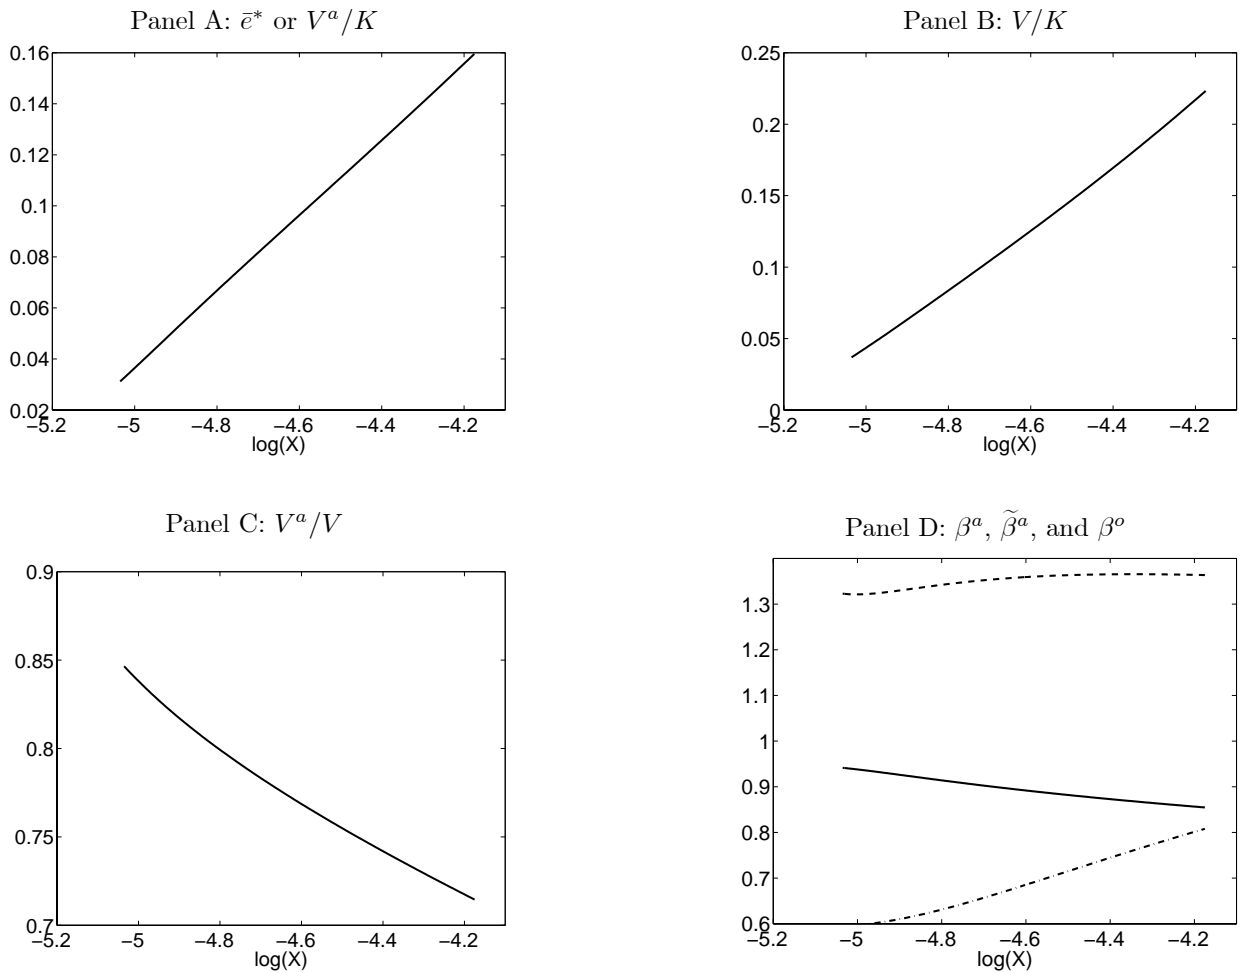 Panel A: ē* or Vᵃ/K
0.16
0.14
0.12
0.1
0.08
0.06
0.04
0.02
−5.2 −5 −4.8 −4.6 −4.4 −4.2
log(X)
Panel B: V/K
0.25
0.2
0.15
0.1
0.05
0
−5.2 −5 −4.8 −4.6 −4.4 −4.2
log(X)
Panel C: Vᵃ/V
0.9
0.85
0.8
0.75
0.7
−5.2 −5 −4.8 −4.6 −4.4 −4.2
log(X)
Panel D: βᵃ, β̃ᵃ, and βᵒ
1.3
1.2
1.1
1
0.9
0.8
0.7
0.6
−5.2 −5 −4.8 −4.6 −4.4 −4.2
log(X)